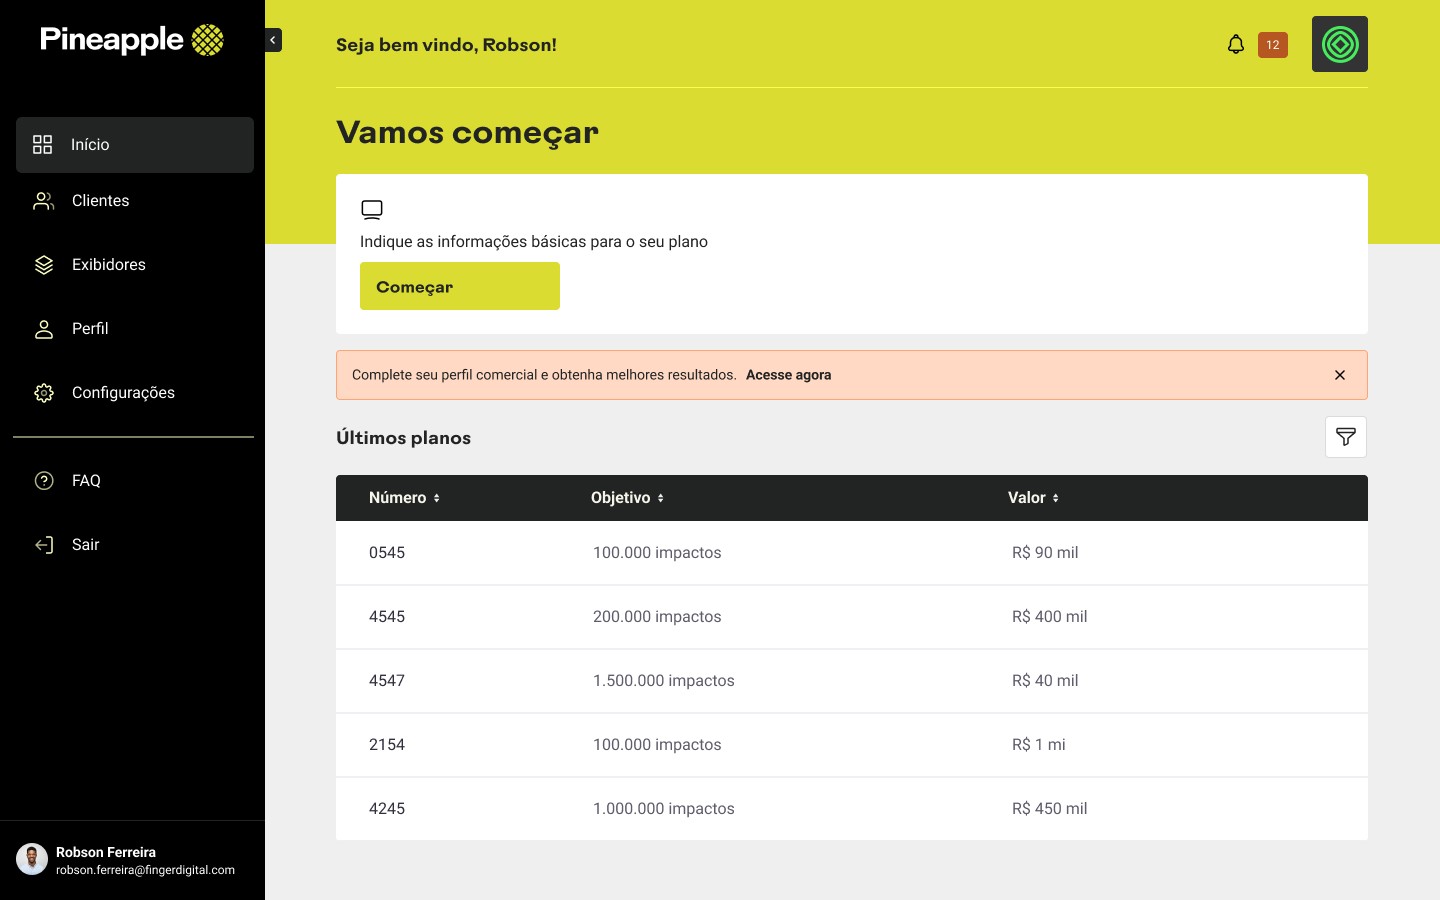 Pineapple
Seja bem vindo, Robson!
12
Início
Clientes
Exibidores
Perfil
Configurações
FAQ
Sair
Vamos começar
Indique as informações básicas para o seu plano
Começar
Complete seu perfil comercial e obtenha melhores resultados. Acesse agora
Últimos planos
Número Objetivo Valor
0545 100.000 impactos R$ 90 mil
4545 200.000 impactos R$ 400 mil
4547 1.500.000 impactos R$ 40 mil
2154 100.000 impactos R$ 1 mi
4245 1.000.000 impactos R$ 450 mil
Robson Ferreira
robson.ferreira@fingerdigital.com